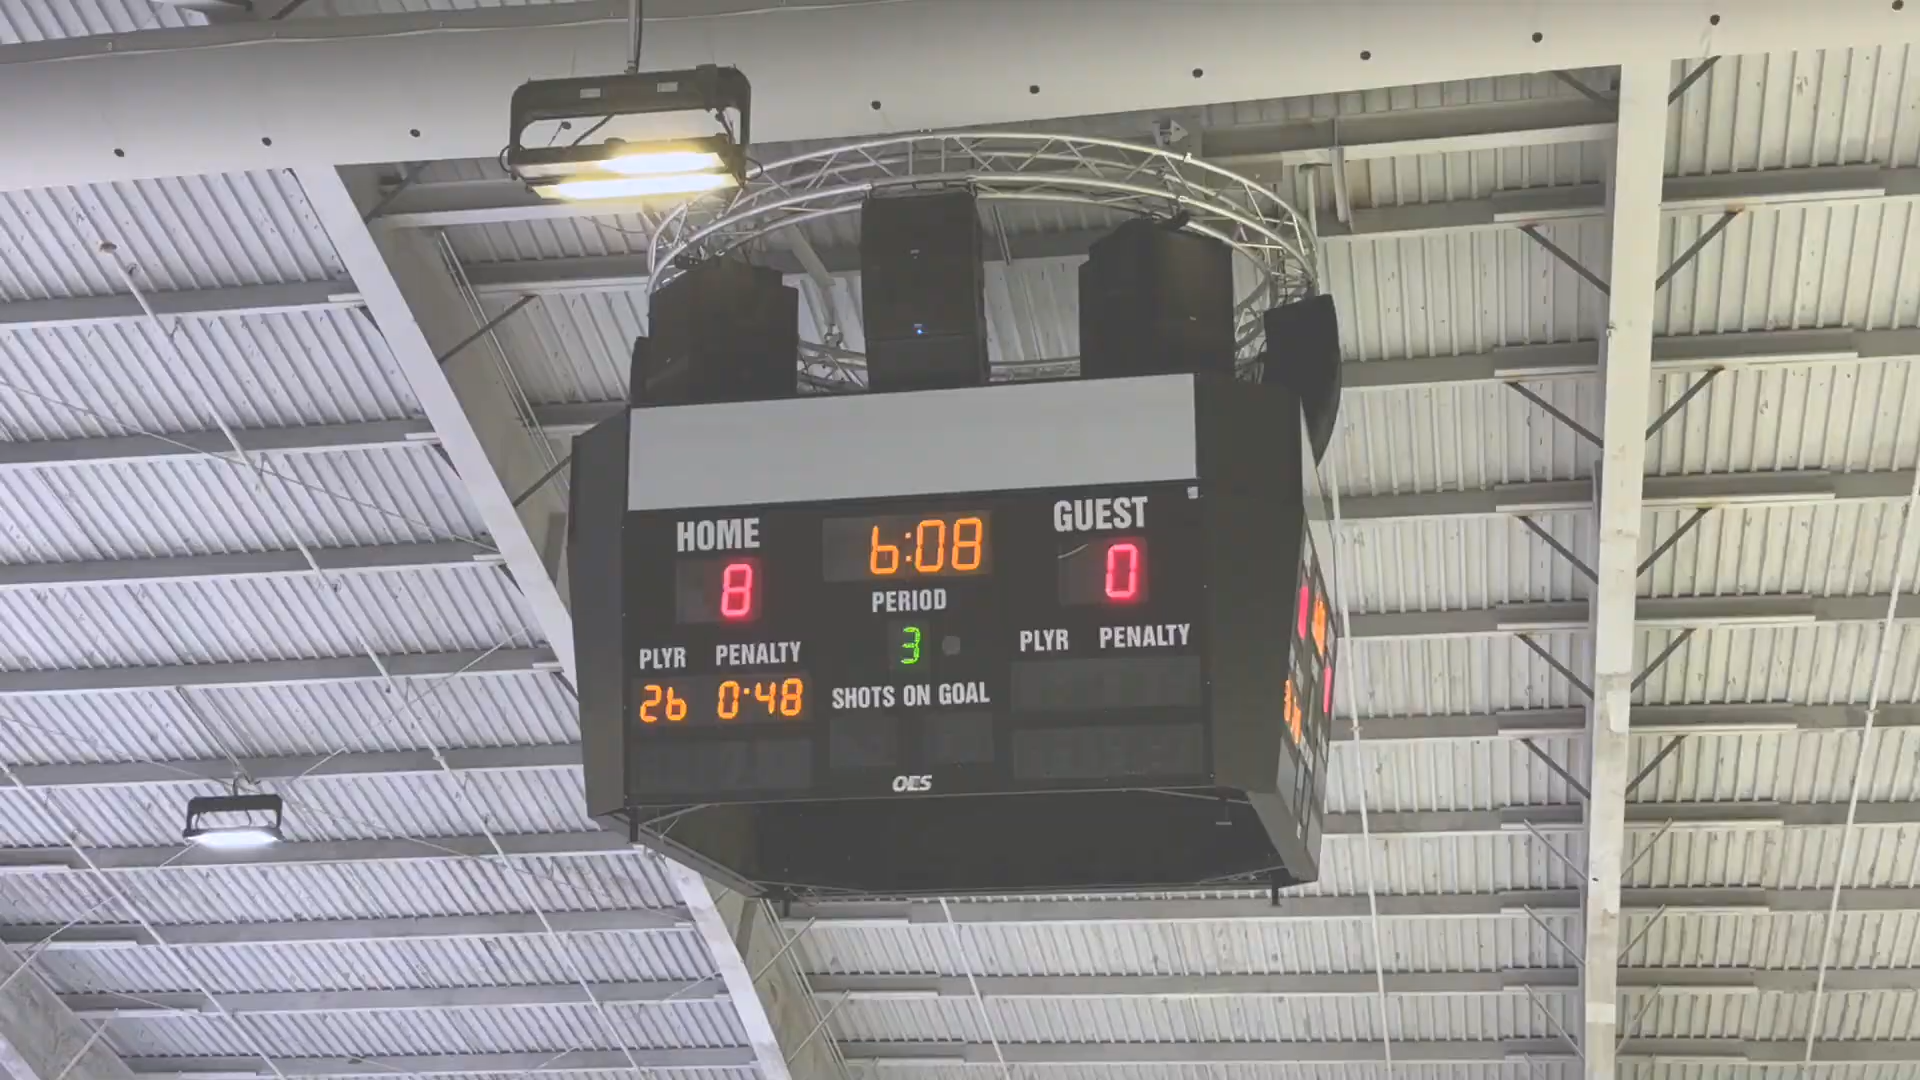 HOME 6:08 GUEST
8 PERIOD 0
PLYR PENALTY 3 PLYR PENALTY
26 0:48 SHOTS ON GOAL
OES